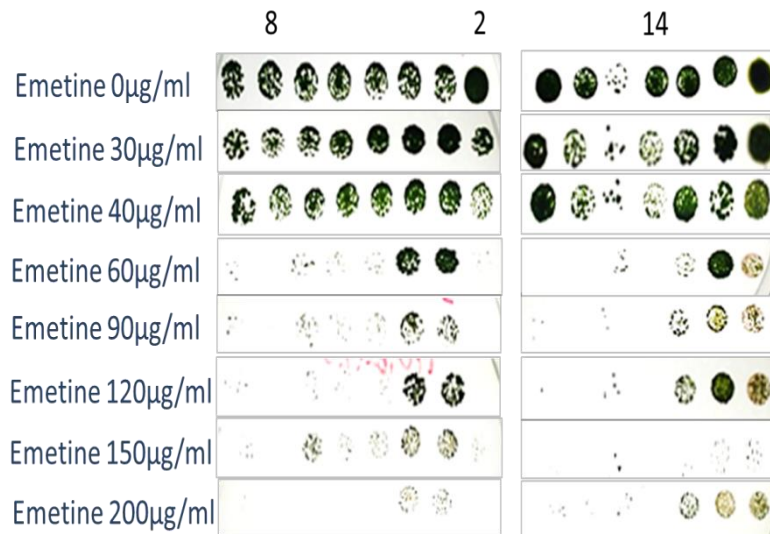 8 2 14
Emetine 0µg/ml
Emetine 30µg/ml
Emetine 40µg/ml
Emetine 60µg/ml
Emetine 90µg/ml
Emetine 120µg/ml
Emetine 150µg/ml
Emetine 200µg/ml